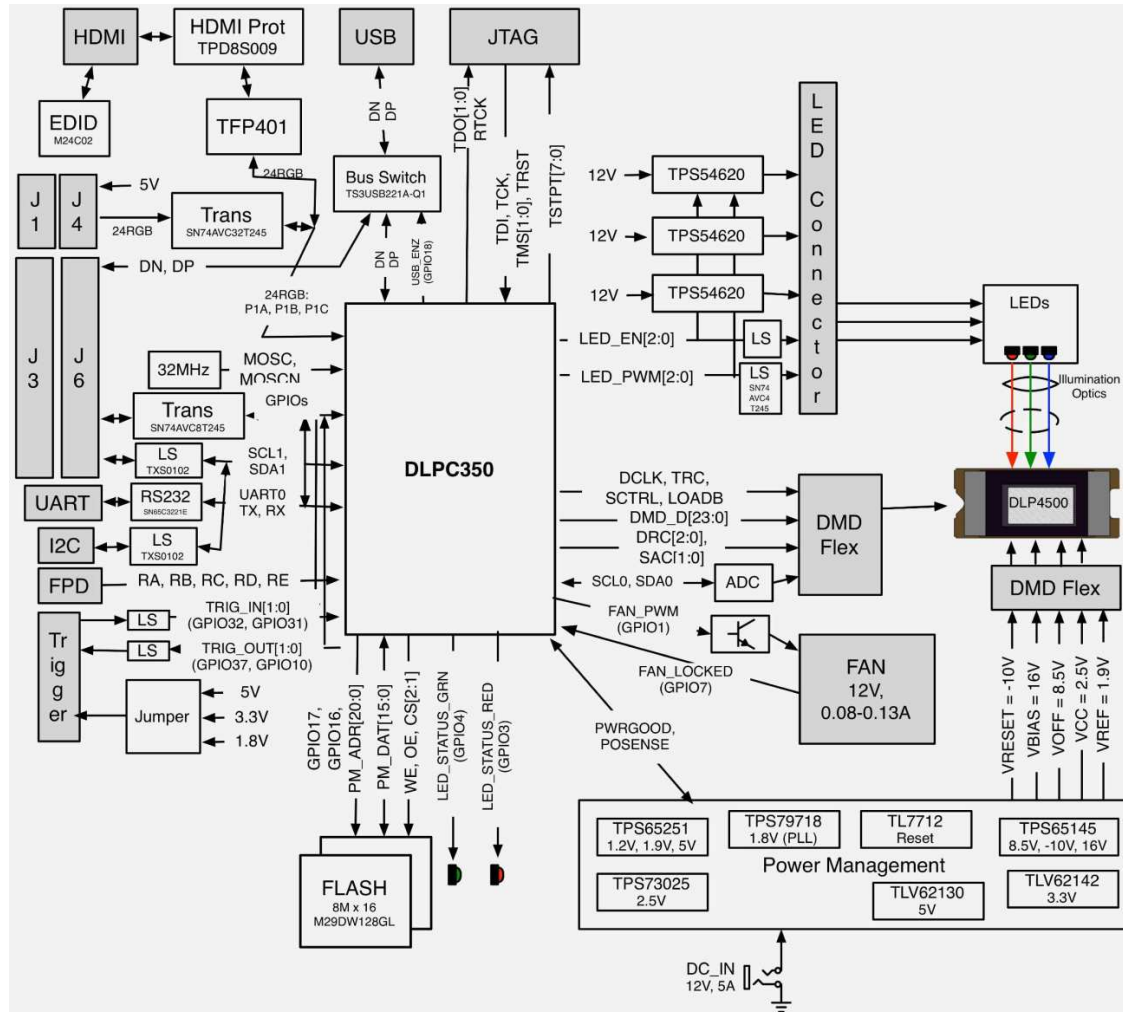 HDMI
HDMI Prot
TPD8S009
USB
JTAG
EDID
M24C02
TFP401
DN
DP
TDO[1:0]
RTCK
TDI, TCK,
TMS[1:0], TRST
TSTPT[7:0]
LED Connector
24RGB
Bus Switch
TS3USB221A-Q1
12V
TPS54620
J1
J4
5V
24RGB
Trans
SN74AVC32T245
12V
TPS54620
DN, DP
DN
DP
USB_ENZ
(GPIO18)
12V
TPS54620
24RGB:
P1A, P1B, P1C
LEDs
J3
J6
LED_EN[2:0]
LS
32MHz
MOSC,
MOSCN
LED_PWM[2:0]
LS
SN74
AVC4
T245
Illumination
Optics
GPIOs
Trans
SN74AVC8T245
LS
TXS0102
SCL1,
SDA1
DLPC350
DCLK, TRC,
SCTRL, LOADB
DMD_D[23:0]
DRC[2:0],
SAC[1:0]
DMD
Flex
DLP4500
UART
RS232
SN65C3221E
UART0
TX, RX
I2C
LS
TXS0102
SCL0, SDA0
ADC
DMD Flex
FPD
RA, RB, RC, RD, RE
FAN_PWM
(GPIO1)
Trigger
LS
TRIG_IN[1:0]
(GPIO32, GPIO31)
LS
TRIG_OUT[1:0]
(GPIO37, GPIO10)
FAN_LOCKED
(GPIO7)
FAN
12V,
0.08-0.13A
VRESET = -10V
VBIAS = 16V
VOFF = 8.5V
VCC = 2.5V
VREF = 1.9V
Jumper
5V
3.3V
1.8V
GPIO17,
GPIO16,
PM_ADR[20:0]
PM_DAT[15:0]
WE, OE, CS[2:1]
LED_STATUS_GRN
(GPIO4)
LED_STATUS_RED
(GPIO3)
PWRGOOD,
POSENSE
TPS65251
1.2V, 1.9V, 5V
TPS79718
1.8V (PLL)
TL7712
Reset
TPS65145
8.5V, -10V, 16V
Power Management
TPS73025
2.5V
TLV62130
5V
TLV62142
3.3V
FLASH
8M x 16
M29DW128GL
DC_IN
12V, 5A